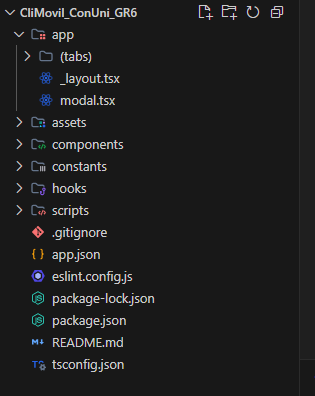 CliMovil_ConUni_GR6
app
(tabs)
_layout.tsx
modal.tsx
assets
components
constants
hooks
scripts
.gitignore
{} app.json
eslint.config.js
package-lock.json
package.json
README.md
TS tsconfig.json